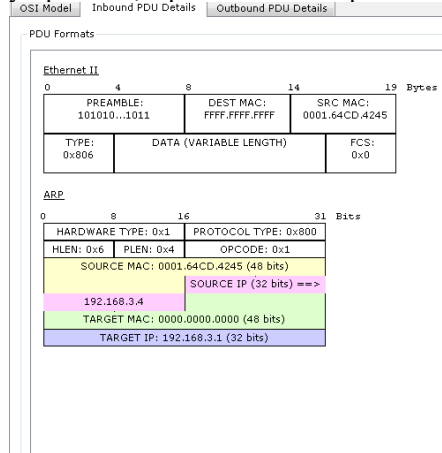 OSI Model Inbound PDU Details Outbound PDU Details
PDU Formats
Ethernet II
0 4 8 14 19 Bytes
PREAMBLE: DEST MAC: SRC MAC:
101010...1011 FFFF.FFFF.FFFF 0001.64CD.4245
TYPE: DATA (VARIABLE LENGTH) FCS:
0x806 0x0
ARP
0 8 16 31 Bits
HARDWARE TYPE: 0x1 PROTOCOL TYPE: 0x800
HLEN: 0x6 PLEN: 0x4 OPCODE: 0x1
SOURCE MAC: 0001.64CD.4245 (48 bits)
SOURCE IP (32 bits) ==>
192.168.3.4
TARGET MAC: 0000.0000.0000 (48 bits)
TARGET IP: 192.168.3.1 (32 bits)